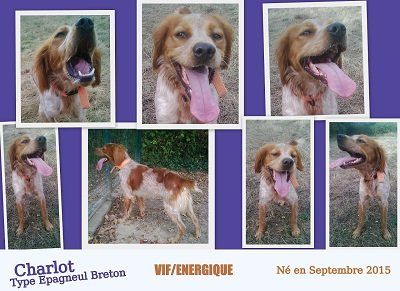 Charlot
Type Epagneul Breton
VIF/ENERGIQUE
Né en Septembre 2015